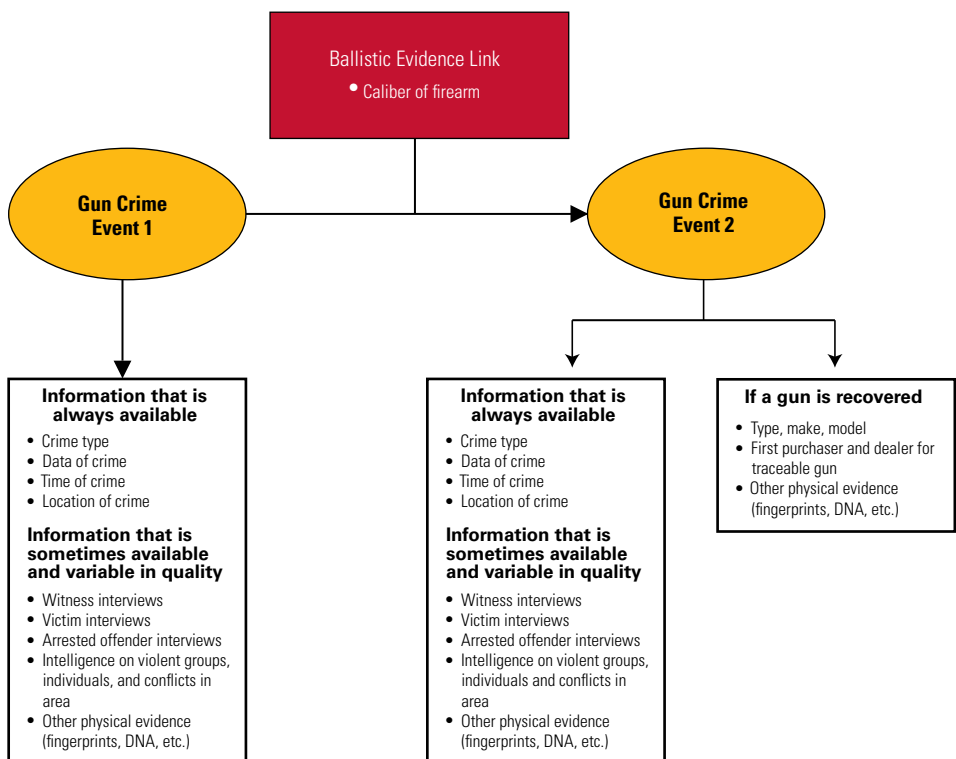 Ballistic Evidence Link
• Caliber of firearm
Gun Crime
Event 1
Gun Crime
Event 2
Information that is
always available
• Crime type
• Data of crime
• Time of crime
• Location of crime
Information that is
sometimes available
and variable in quality
• Witness interviews
• Victim interviews
• Arrested offender interviews
• Intelligence on violent groups,
individuals, and conflicts in
area
• Other physical evidence
(fingerprints, DNA, etc.)
Information that is
always available
• Crime type
• Data of crime
• Time of crime
• Location of crime
Information that is
sometimes available
and variable in quality
• Witness interviews
• Victim interviews
• Arrested offender interviews
• Intelligence on violent groups,
individuals and conflicts in
area
• Other physical evidence
(fingerprints, DNA, etc.)
If a gun is recovered
• Type, make, model
• First purchaser and dealer for
traceable gun
• Other physical evidence
(fingerprints, DNA, etc.)